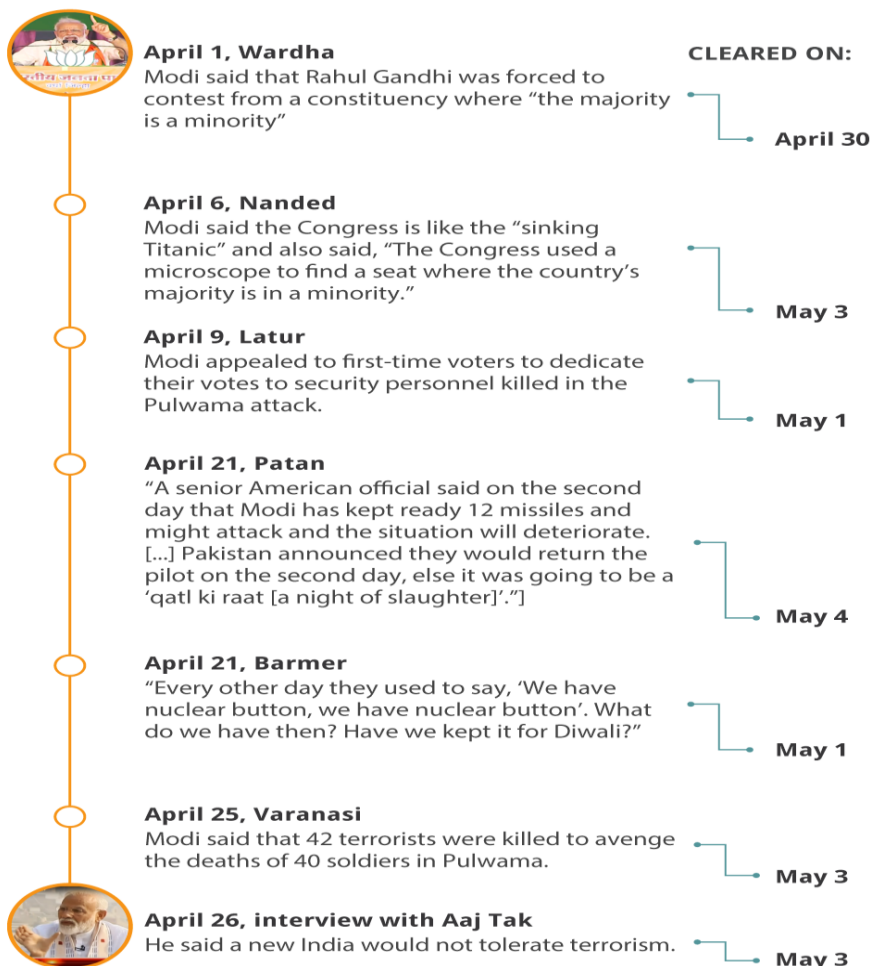 April 1, Wardha
CLEARED ON:
Modi said that Rahul Gandhi was forced to
contest from a constituency where “the majority
is a minority”
April 30
April 6, Nanded
Modi said the Congress is like the “sinking
Titanic” and also said, “The Congress used a
microscope to find a seat where the country’s
majority is in a minority.”
May 3
April 9, Latur
Modi appealed to first-time voters to dedicate
their votes to security personnel killed in the
Pulwama attack.
May 1
April 21, Patan
“A senior American official said on the second
day that Modi has kept ready 12 missiles and
might attack and the situation will deteriorate.
[...] Pakistan announced they would return the
pilot on the second day, else it was going to be a
‘qatl ki raat [a night of slaughter]’.”]
May 4
April 21, Barmer
“Every other day they used to say, ‘We have
nuclear button, we have nuclear button’. What
do we have then? Have we kept it for Diwali?”
May 1
April 25, Varanasi
Modi said that 42 terrorists were killed to avenge
the deaths of 40 soldiers in Pulwama.
May 3
April 26, interview with Aaj Tak
He said a new India would not tolerate terrorism.
May 3